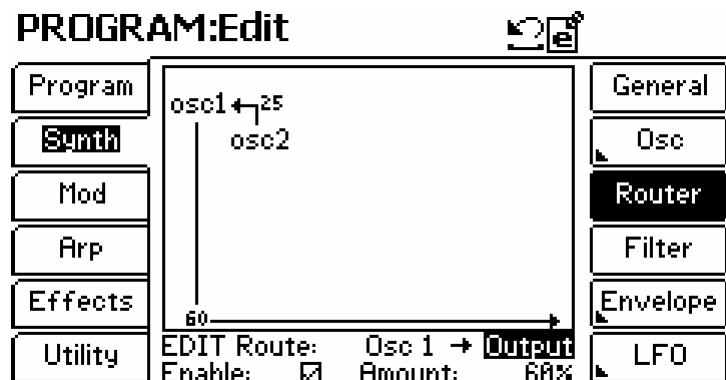 PROGRAM:Edit
e
Program
Synth
Mod
Arp
Effects
Utility
osc1 25
osc2
60
EDIT Route: Osc 1 → Output
Enable: ☑ Amount: 60%
General
Osc
Router
Filter
Envelope
LFO